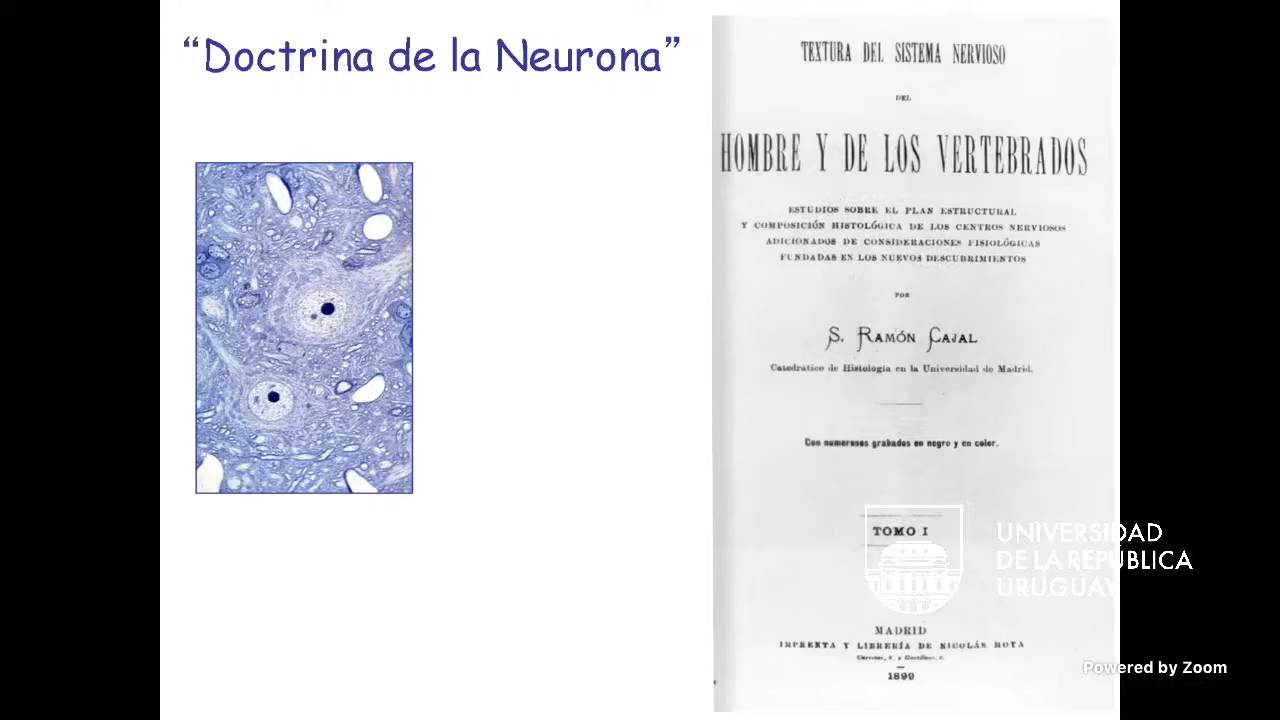 “Doctrina de la Neurona”
TEXTURA DEL SISTEMA NERVIOSO
DEL
HOMBRE Y DE LOS VERTEBRADOS
ESTUDIOS SOBRE EL PLAN ESTRUCTURAL
Y COMPOSICIÓN HISTOLÓGICA DE LOS CENTROS NERVIOSOS
ADICIONADOS DE CONSIDERACIONES FISIOLÓGICAS
FUNDADAS EN LOS NUEVOS DESCUBRIMIENTOS
POR
S. RAMÓN CAJAL
Catedrático de Histología en la Universidad de Madrid.
Con numerosos grabados en negro y en color.
TOMO I
UNIVERSIDAD
DE LA REPÚBLICA
URUGUAY
MADRID
IMPRENTA Y LIBRERÍA DE NICOLÁS MOYA
1899
Powered by Zoom